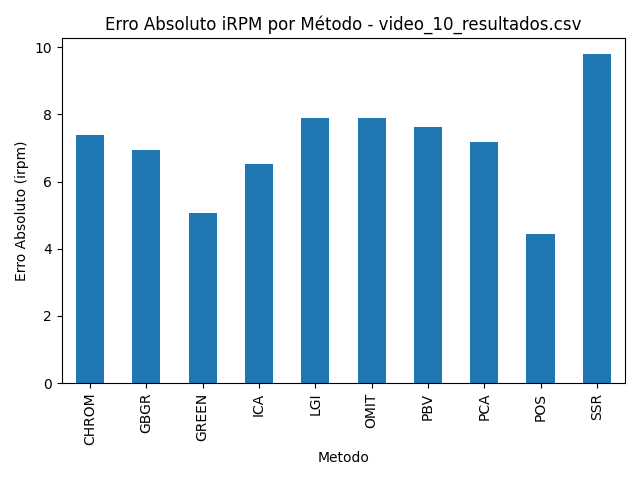 Erro Absoluto iRPM por Método - video_10_resultados.csv
Erro Absoluto (irpm)
10
8
6
4
2
0
CHROM
GBGR
GREEN
ICA
LGI
OMIT
PBV
PCA
POS
SSR
Metodo